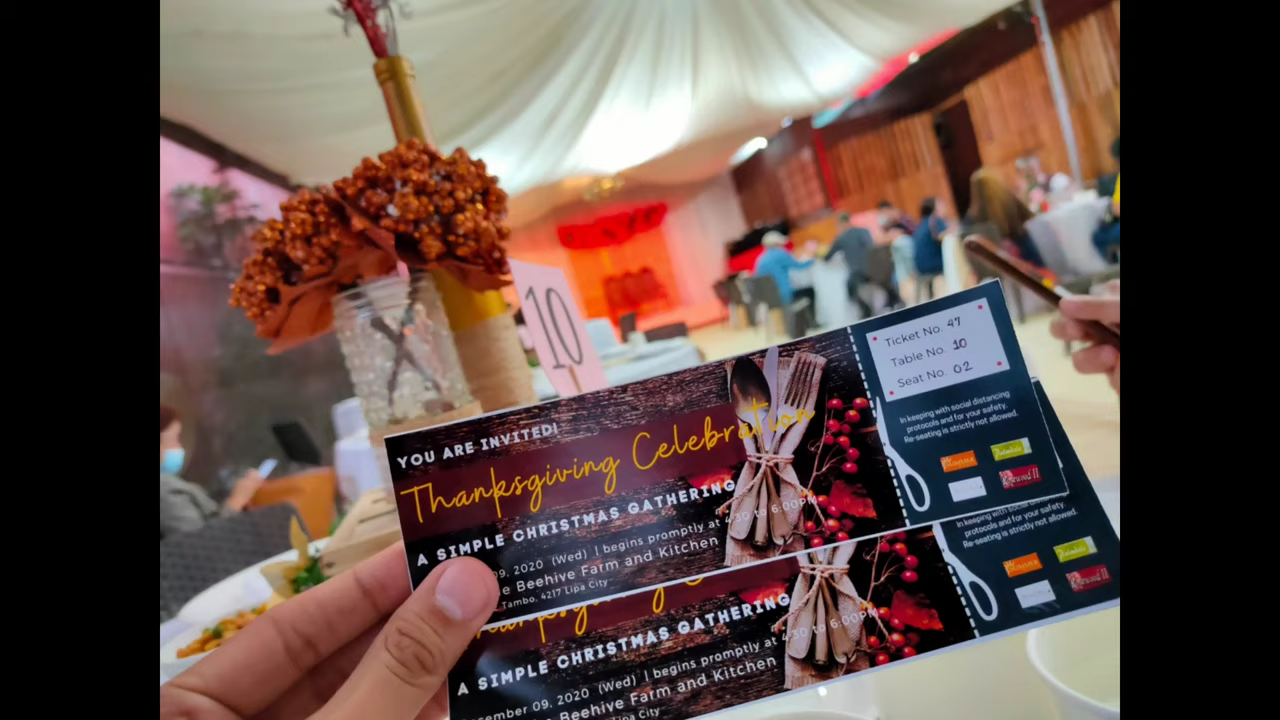 10
YOU ARE INVITED!
Thanksgiving Celebration
A SIMPLE CHRISTMAS GATHERING
09, 2020 (Wed) | begins promptly at 4:30 to 6:00PM
Beehive Farm and Kitchen
Tambo, 4217 Lipa City
Ticket No. 47
Table No. 10
Seat No. 02
In keeping with social distancing
protocols and for your safety.
Re-seating is strictly not allowed.
Thanksgiving
A SIMPLE CHRISTMAS GATHERING
December 09, 2020 (Wed) | begins promptly at 4:30 to 6:00PM
Beehive Farm and Kitchen
Lipa City
In keeping with social distancing
protocols and for your safety.
Re-seating is strictly not allowed.